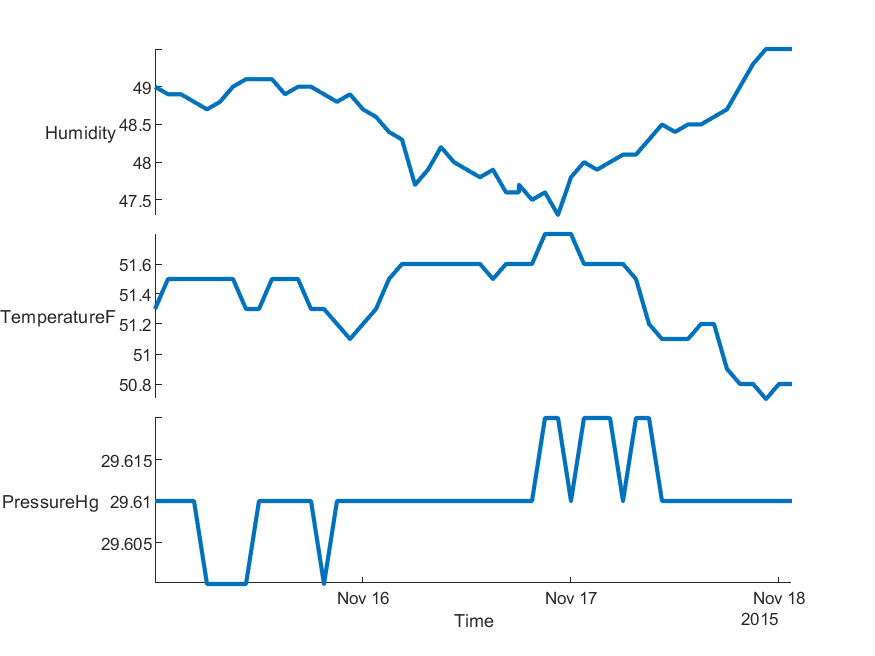 49
Humidity 48.5
48
47.5
51.6
51.4
TemperatureF 51.2
51
50.8
29.615
PressureHg 29.61
29.605
Nov 16 Nov 17 Nov 18
Time 2015